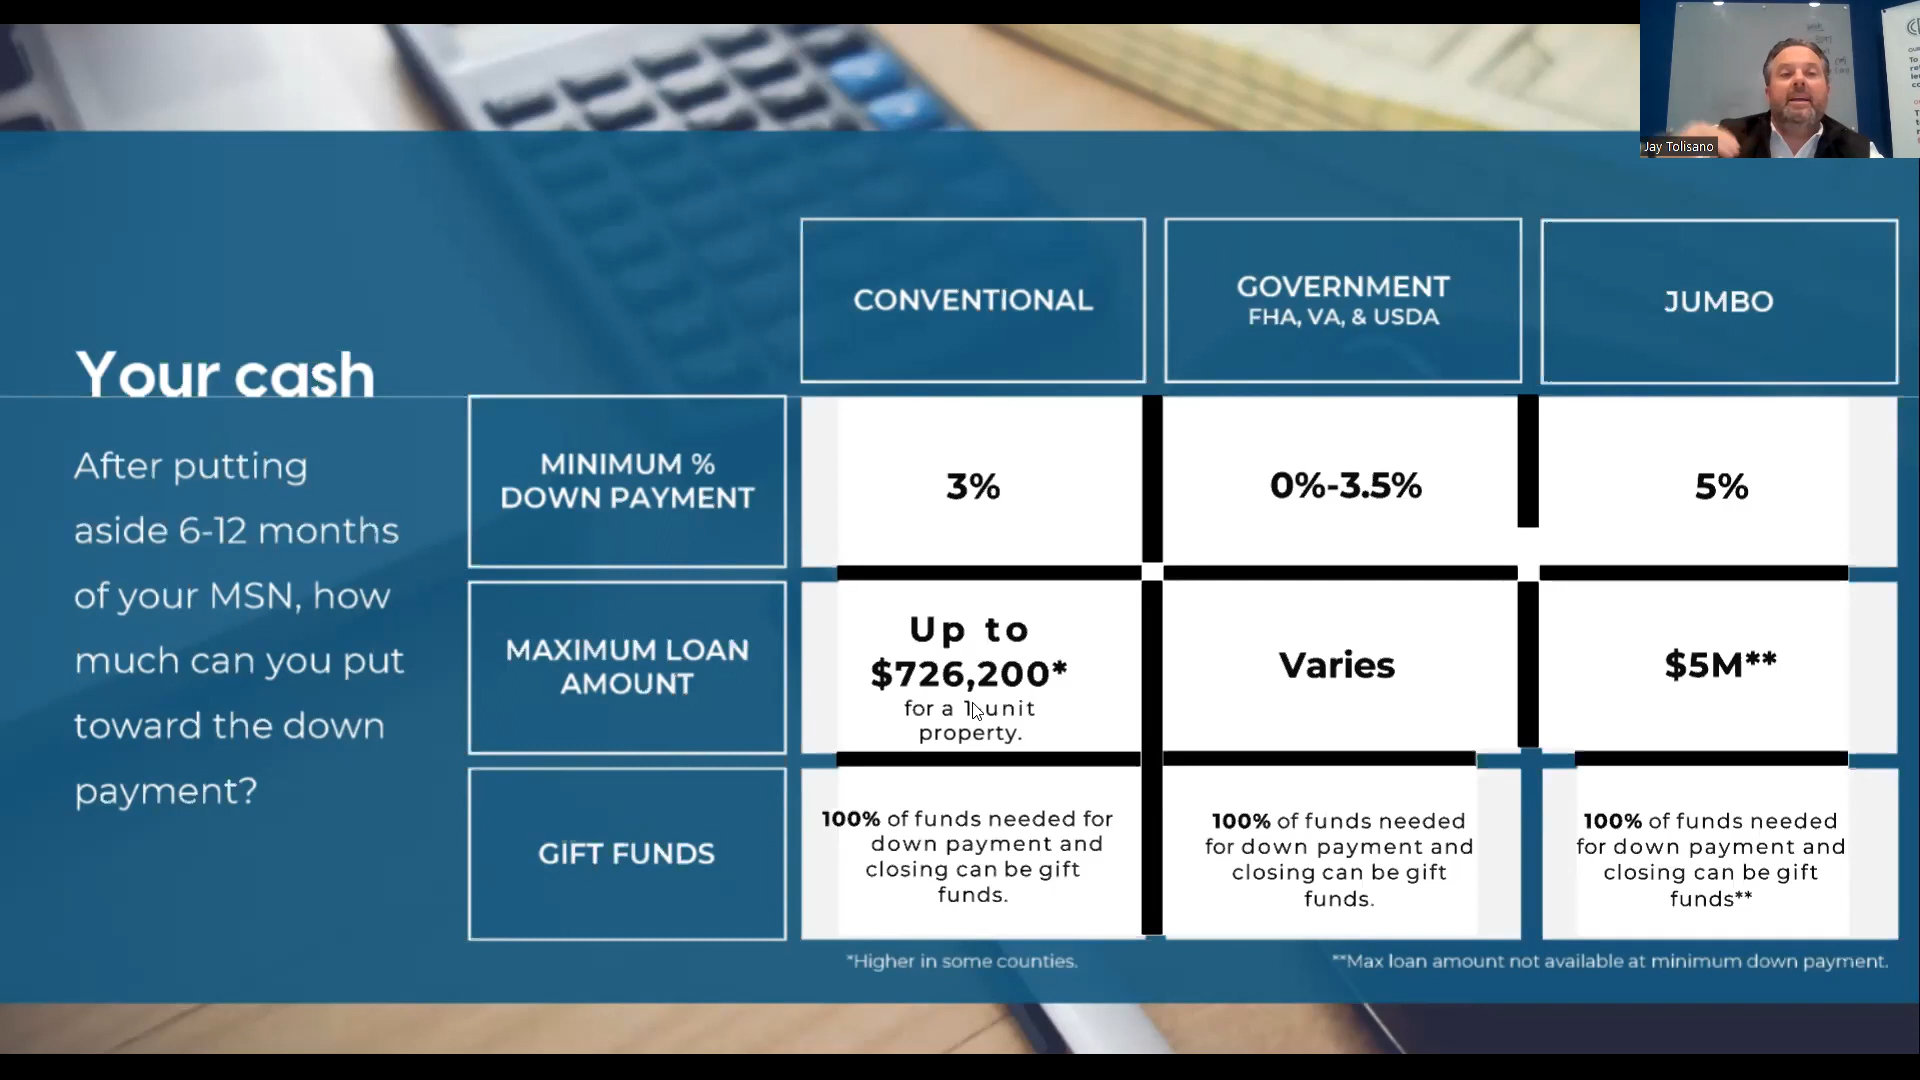 Jay Tolisano
CONVENTIONAL
GOVERNMENT
FHA, VA, & USDA
JUMBO
Your cash
After putting
aside 6-12 months
of your MSN, how
much can you put
toward the down
payment?
MINIMUM %
DOWN PAYMENT
3%
0%-3.5%
5%
MAXIMUM LOAN
AMOUNT
Up to
$726,200*
for a 1 unit
property.
Varies
$5M**
GIFT FUNDS
100% of funds needed for
down payment and
closing can be gift
funds.
100% of funds needed
for down payment and
closing can be gift
funds.
100% of funds needed
for down payment and
closing can be gift
funds**
*Higher in some counties.
**Max loan amount not available at minimum down payment.